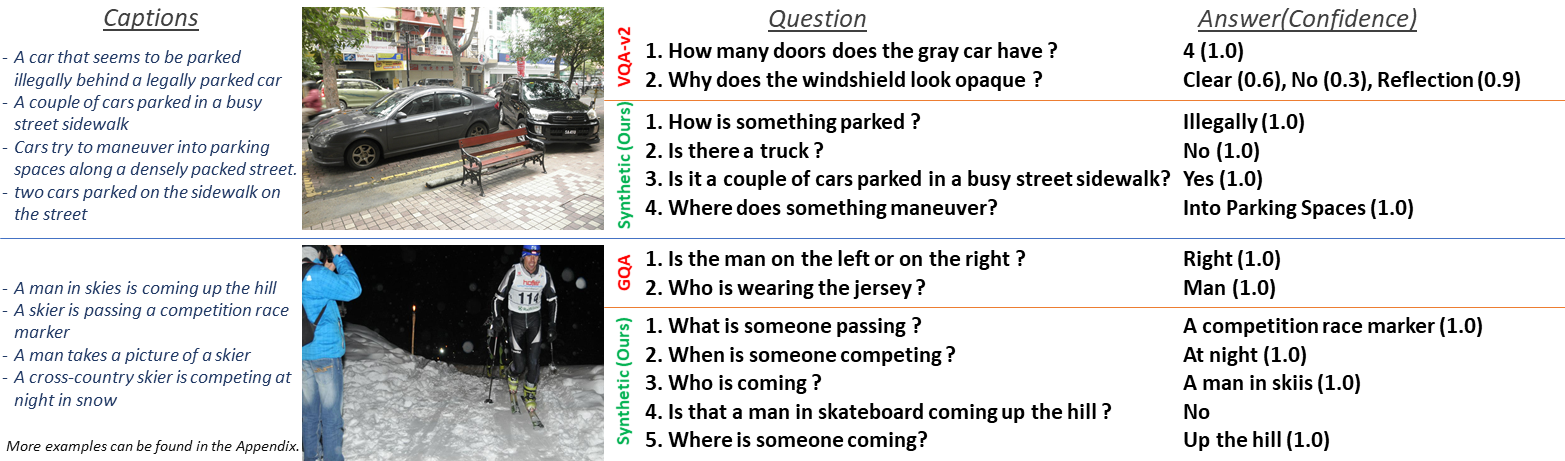 Captions
- A car that seems to be parked
illegally behind a legally parked car
- A couple of cars parked in a busy
street sidewalk
- Cars try to maneuver into parking
spaces along a densely packed street.
- two cars parked on the sidewalk on
the street
Question
Answer(Confidence)
VQA-v2
1. How many doors does the gray car have ?
4 (1.0)
2. Why does the windshield look opaque ?
Clear (0.6), No (0.3), Reflection (0.9)
Synthetic (Ours)
1. How is something parked ?
Illegally (1.0)
2. Is there a truck ?
No (1.0)
3. Is it a couple of cars parked in a busy street sidewalk?
Yes (1.0)
4. Where does something maneuver?
Into Parking Spaces (1.0)
- A man in skies is coming up the hill
- A skier is passing a competition race
marker
- A man takes a picture of a skier
- A cross-country skier is competing at
night in snow
More examples can be found in the Appendix.
114
GQA
1. Is the man on the left or on the right ?
Right (1.0)
2. Who is wearing the jersey ?
Man (1.0)
Synthetic (Ours)
1. What is someone passing ?
A competition race marker (1.0)
2. When is someone competing ?
At night (1.0)
3. Who is coming ?
A man in skiis (1.0)
4. Is that a man in skateboard coming up the hill ?
No
5. Where is someone coming?
Up the hill (1.0)